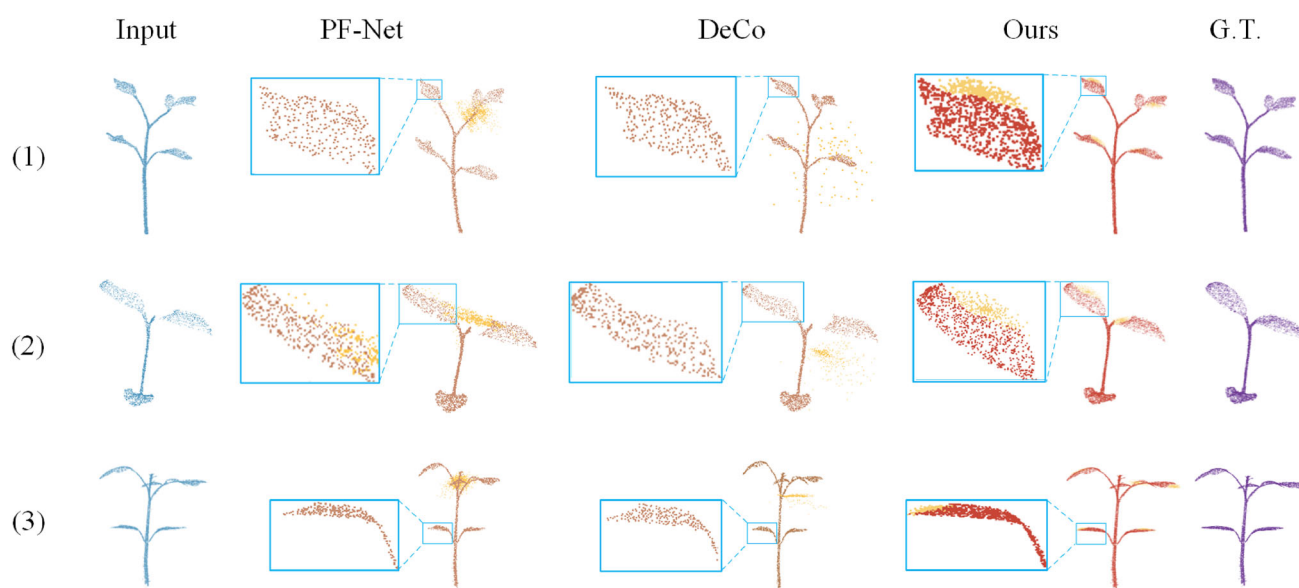 Input PF-Net DeCo Ours G.T.
(1)
(2)
(3)